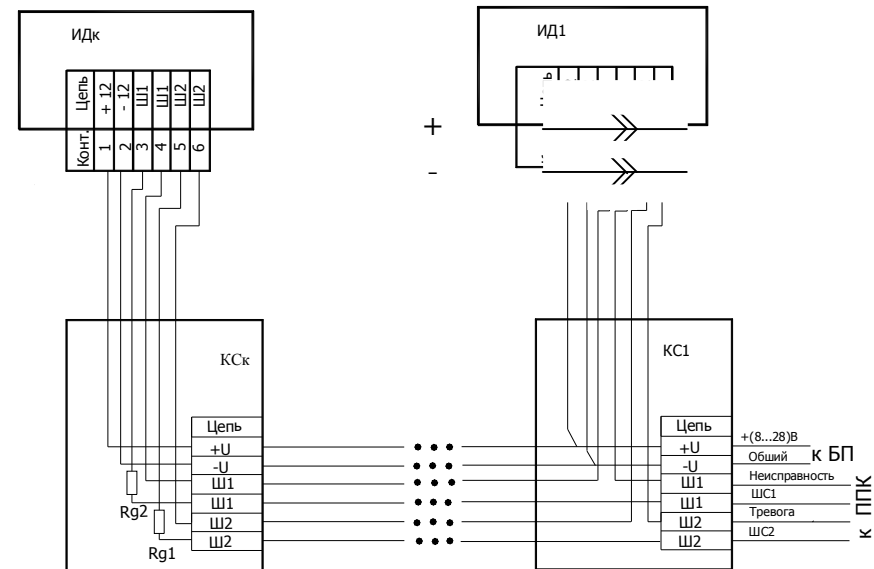 ИДк
Цепь
+ 12
- 12
Ш1
Ш1
Ш2
Ш2
Конт.
1
2
3
4
5
6
ИД1
+
-
КСк
Цепь
+U
-U
Ш1
Ш1
Ш2
Ш2
Rg2
Rg1
КС1
Цепь
+U
-U
Ш1
Ш1
Ш2
Ш2
+(8...28)В
Обший
Неисправность
ШС1
Тревога
ШС2
к БП
к ППК